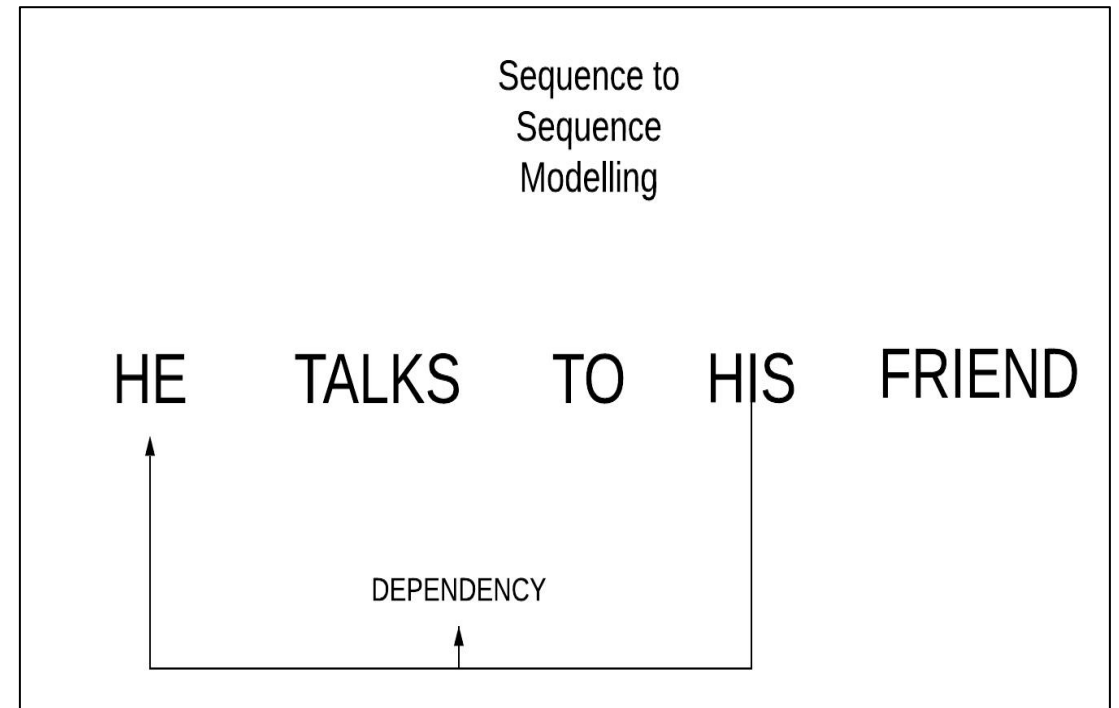 Sequence to
Sequence
Modelling
HE TALKS TO HIS FRIEND
DEPENDENCY